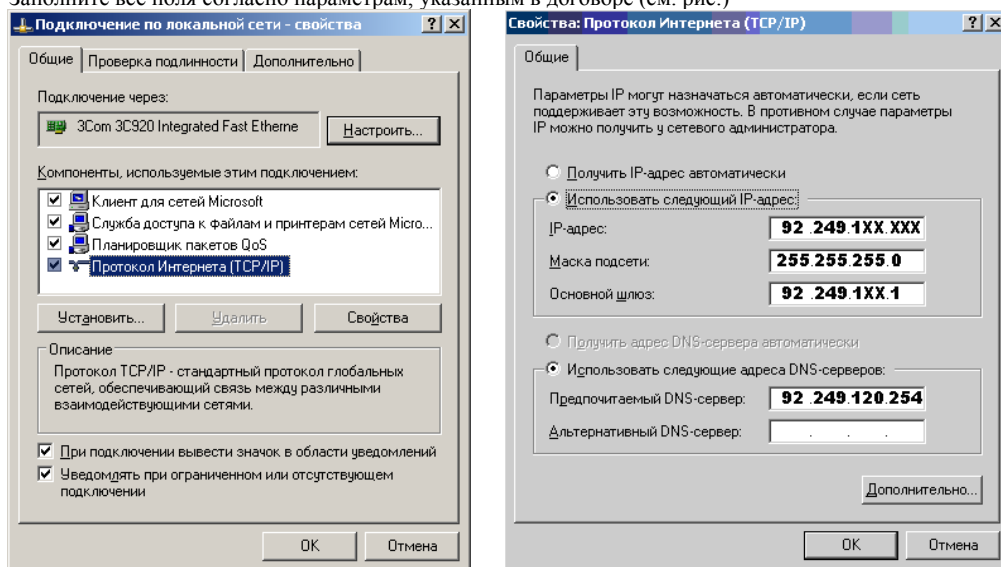 Заполните все поля согласно параметрам, указанным в договоре (см. рис.)
Подключение по локальной сети - свойства
Общие
Проверка подлинности
Дополнительно
Подключение через:
3Com 3C920 Integrated Fast Etherne
Настроить...
Компоненты, используемые этим подключением:
Клиент для сетей Microsoft
Служба доступа к файлам и принтерам сетей Micro...
Планировщик пакетов QoS
Протокол Интернета (TCP/IP)
Установить...
Удалить
Свойства
Описание
Протокол TCP/IP - стандартный протокол глобальных
сетей, обеспечивающий связь между различными
взаимодействующими сетями.
При подключении вывести значок в области уведомлений
Уведомлять при ограниченном или отсутствующем
подключении
OK
Отмена
Свойства: Протокол Интернета (TCP/IP)
Общие
Параметры IP могут назначаться автоматически, если сеть
поддерживает эту возможность. В противном случае параметры
IP можно получить у сетевого администратора.
Получить IP-адрес автоматически
Использовать следующий IP-адрес:
IP-адрес:
92 .249.1XX.XXX
Маска подсети:
255.255.255.0
Основной шлюз:
92 .249.1XX.1
Получить адрес DNS-сервера автоматически
Использовать следующие адреса DNS-серверов:
Предпочитаемый DNS-сервер:
92 .249.120.254
Альтернативный DNS-сервер:
. . .
Дополнительно...
OK
Отмена